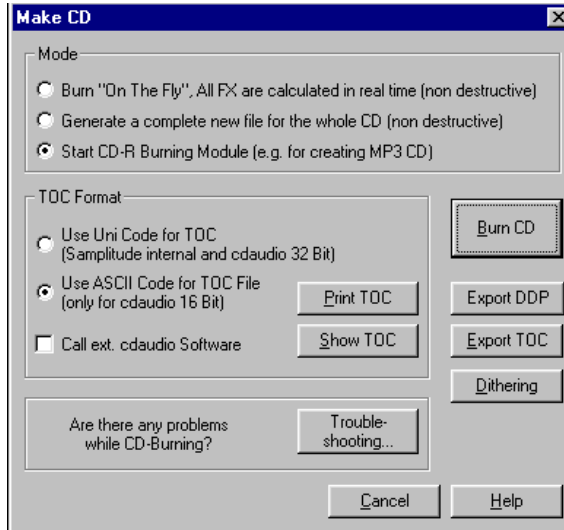 Make CD
Mode
Burn "On The Fly", All FX are calculated in real time (non destructive)
Generate a complete new file for the whole CD (non destructive)
Start CD-R Burning Module (e.g. for creating MP3 CD)
TOC Format
Use Uni Code for TOC
(Samplitude internal and cdaudio 32 Bit)
Use ASCII Code for TOC File
(only for cdaudio 16 Bit)
Call ext. cdaudio Software
Print TOC
Show TOC
Burn CD
Export DDP
Export TOC
Dithering
Are there any problems
while CD-Burning?
Trouble-
shooting...
Cancel
Help